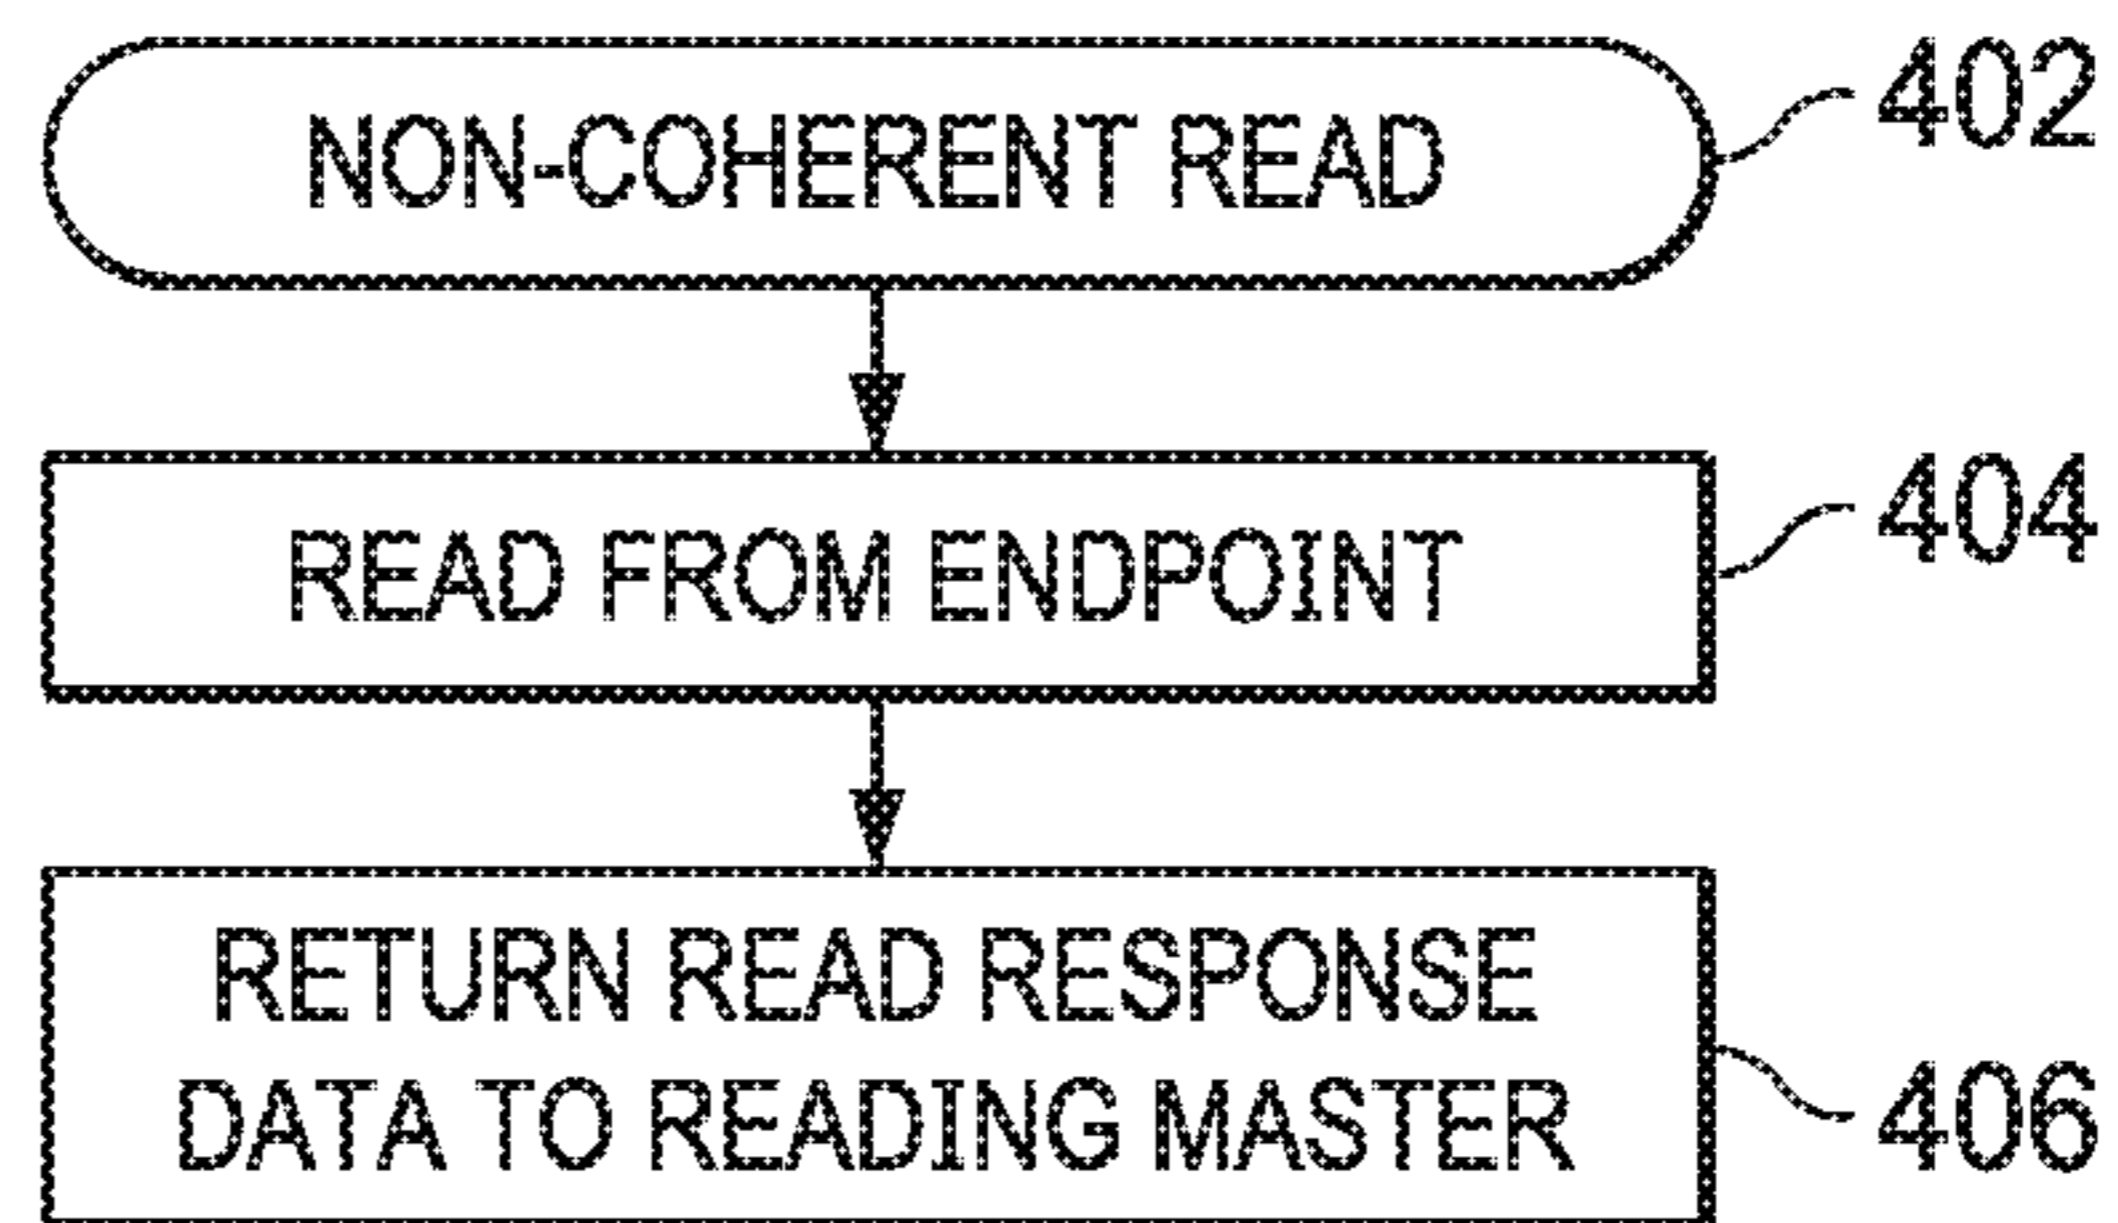 NON-COHERENT READ
402
READ FROM ENDPOINT
404
RETURN READ RESPONSE
DATA TO READING MASTER
406